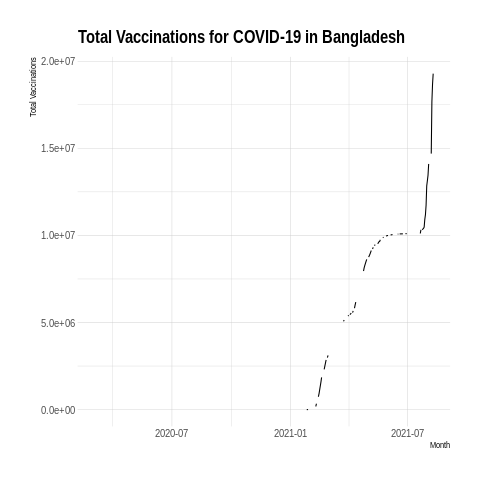 Total Vaccinations for COVID-19 in Bangladesh
Total Vaccinations
2.0e+07
1.5e+07
1.0e+07
5.0e+06
0.0e+00
2020-07
2021-01
2021-07
Month